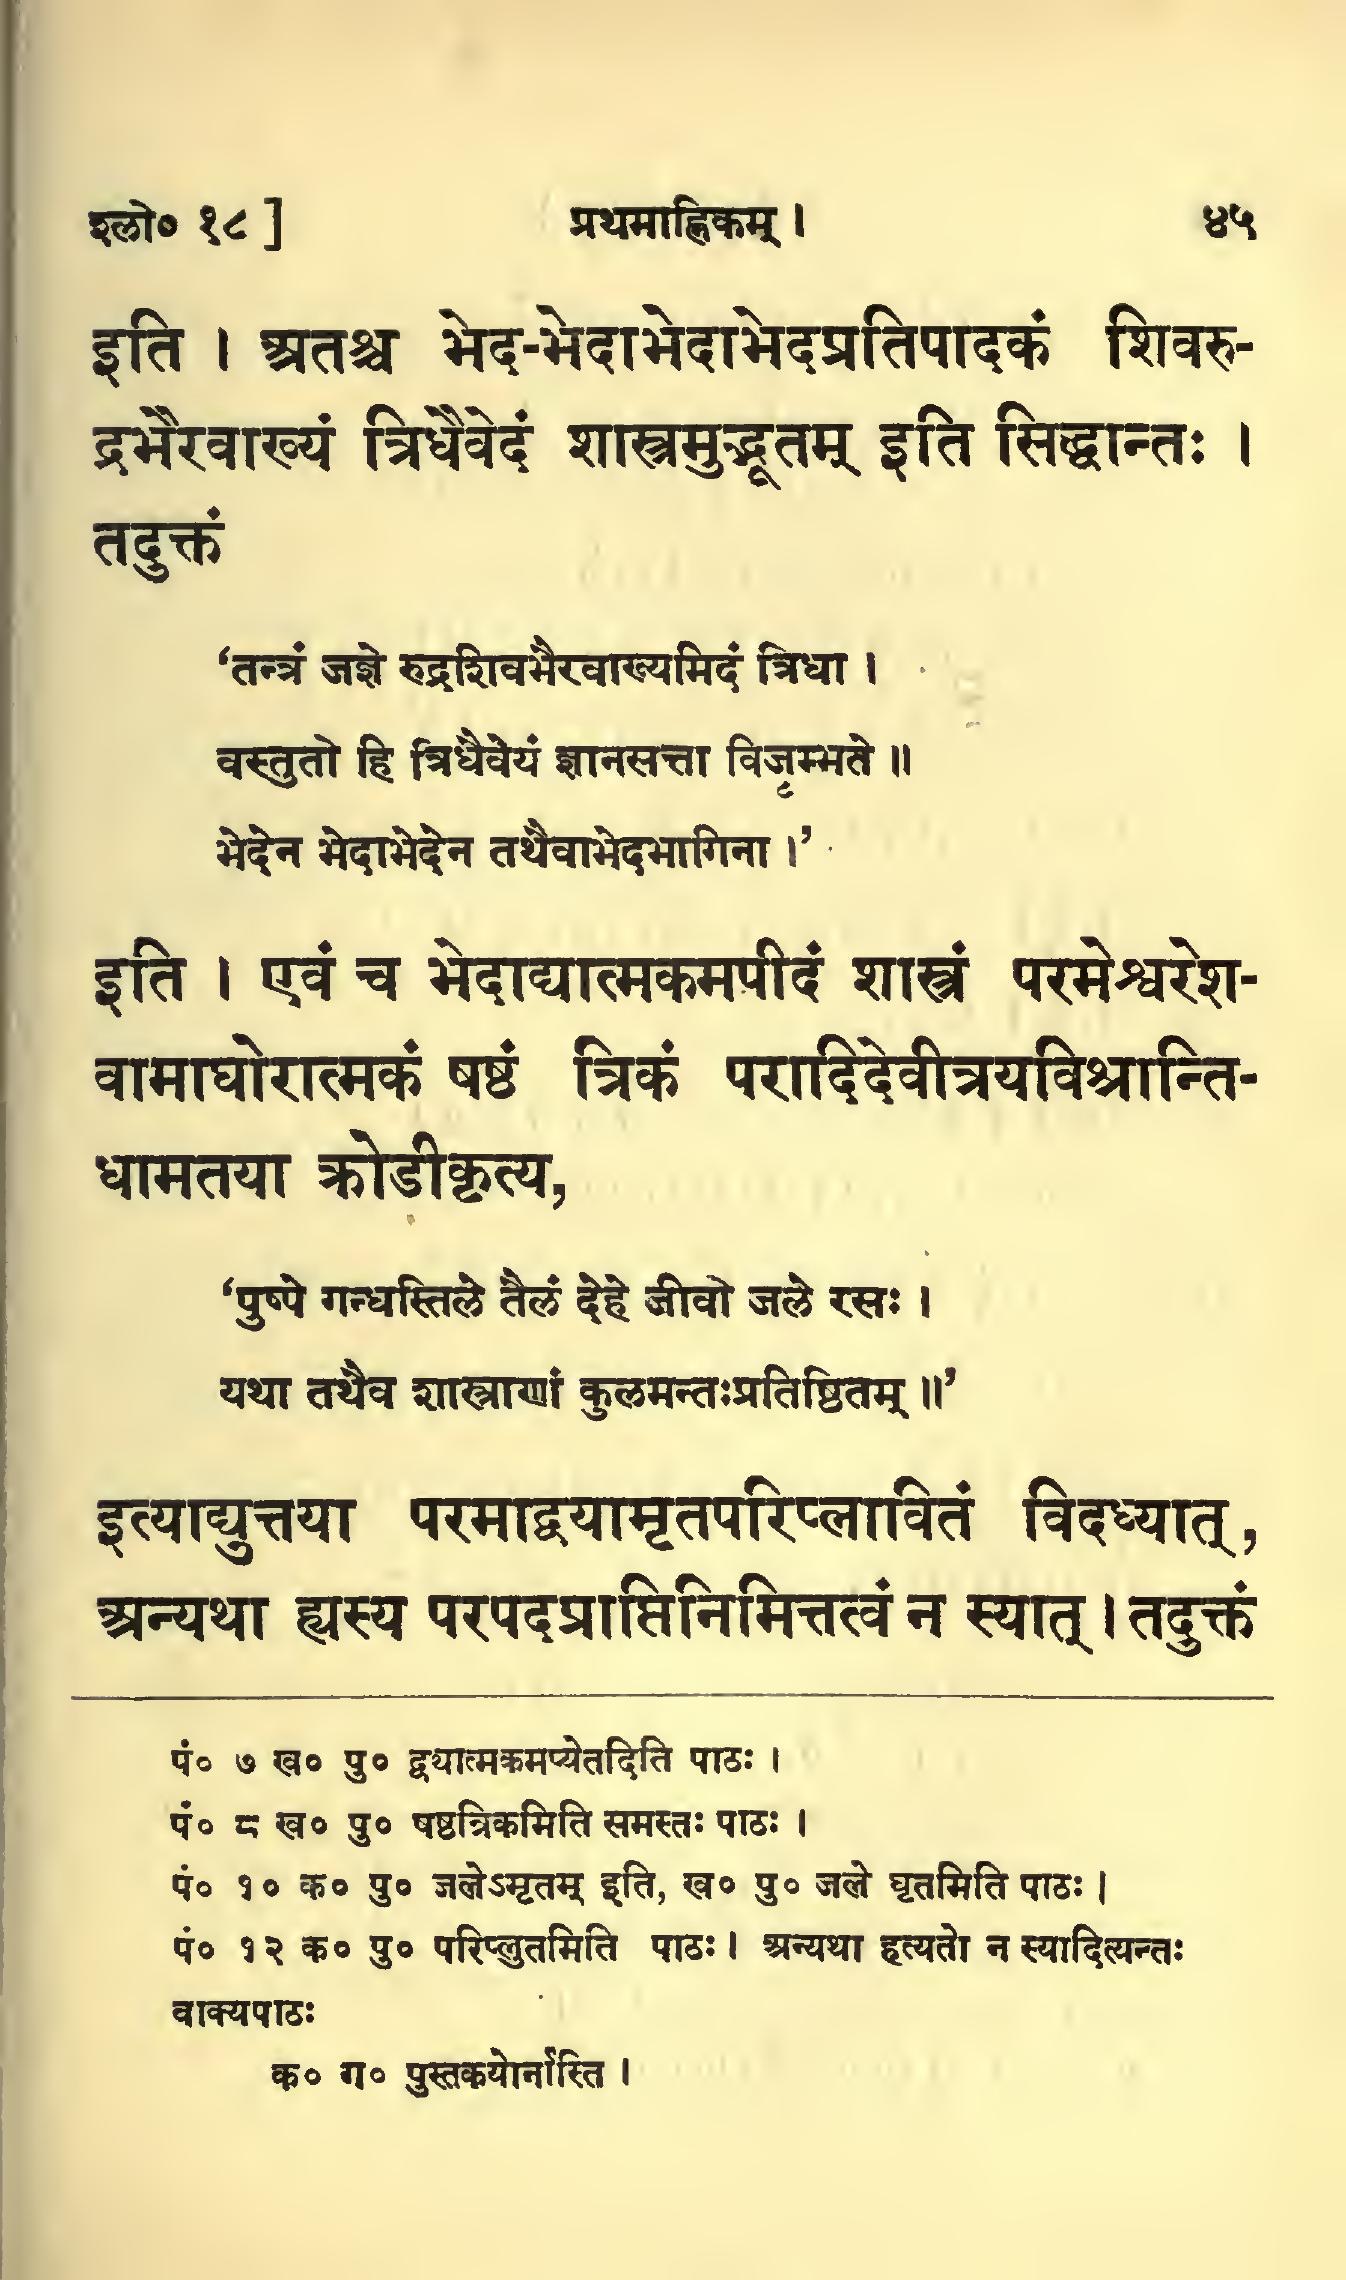 श्लो० १८ ] प्रथमाह्निकम् । ४५
इति । अतश्च भेद-भेदाभेदाभेदप्रतिपादकं शिवरु-
द्रभैरवाख्यं त्रिधैवेदं शास्त्रमुद्भूतम् इति सिद्धान्तः ।
तदुक्तं
‘तन्त्रं जज्ञे रुद्रशिवभैरवाख्यमिदं त्रिधा ।
वस्तुतो हि त्रिधैवेयं ज्ञानसत्ता विजृम्भते ॥
भेदेन भेदाभेदेन तथैवाभेदभागिना ।’
इति । एवं च भेदाद्यात्मकमपीदं शास्त्रं परमेश्वरेश-
वामाघोरात्मकं षष्ठं त्रिकं परादिदेवीत्रयविश्रान्ति-
धामतया क्रोडीकृत्य,
‘पुष्पे गन्धस्तिले तैलं देहे जीवो जले रसः ।
यथा तथैव शास्त्राणां कुलमन्तःप्रतिष्ठितम् ॥’
इत्याद्युत्तया परमाद्वयामृतपरिप्लावितं विदध्यात्,
अन्यथा ह्यस्य परपदप्राप्तिनिमित्तत्वं न स्यात् । तदुक्तं
पं० ७ ख० पु० द्वयात्मकमप्येतदिति पाठः ।
पं० ८ ख० पु० षष्ठत्रिकमिति समस्तः पाठः ।
पं० १० क० पु० जलेऽमृतम् इति, ख० पु० जले घृतमिति पाठः ।
पं० १२ क० पु० परिप्लुतमिति पाठः । अन्यथा हत्यतो न स्यादित्यन्तः
वाक्यपाठः
क० ग० पुस्तकयोर्नास्ति ।